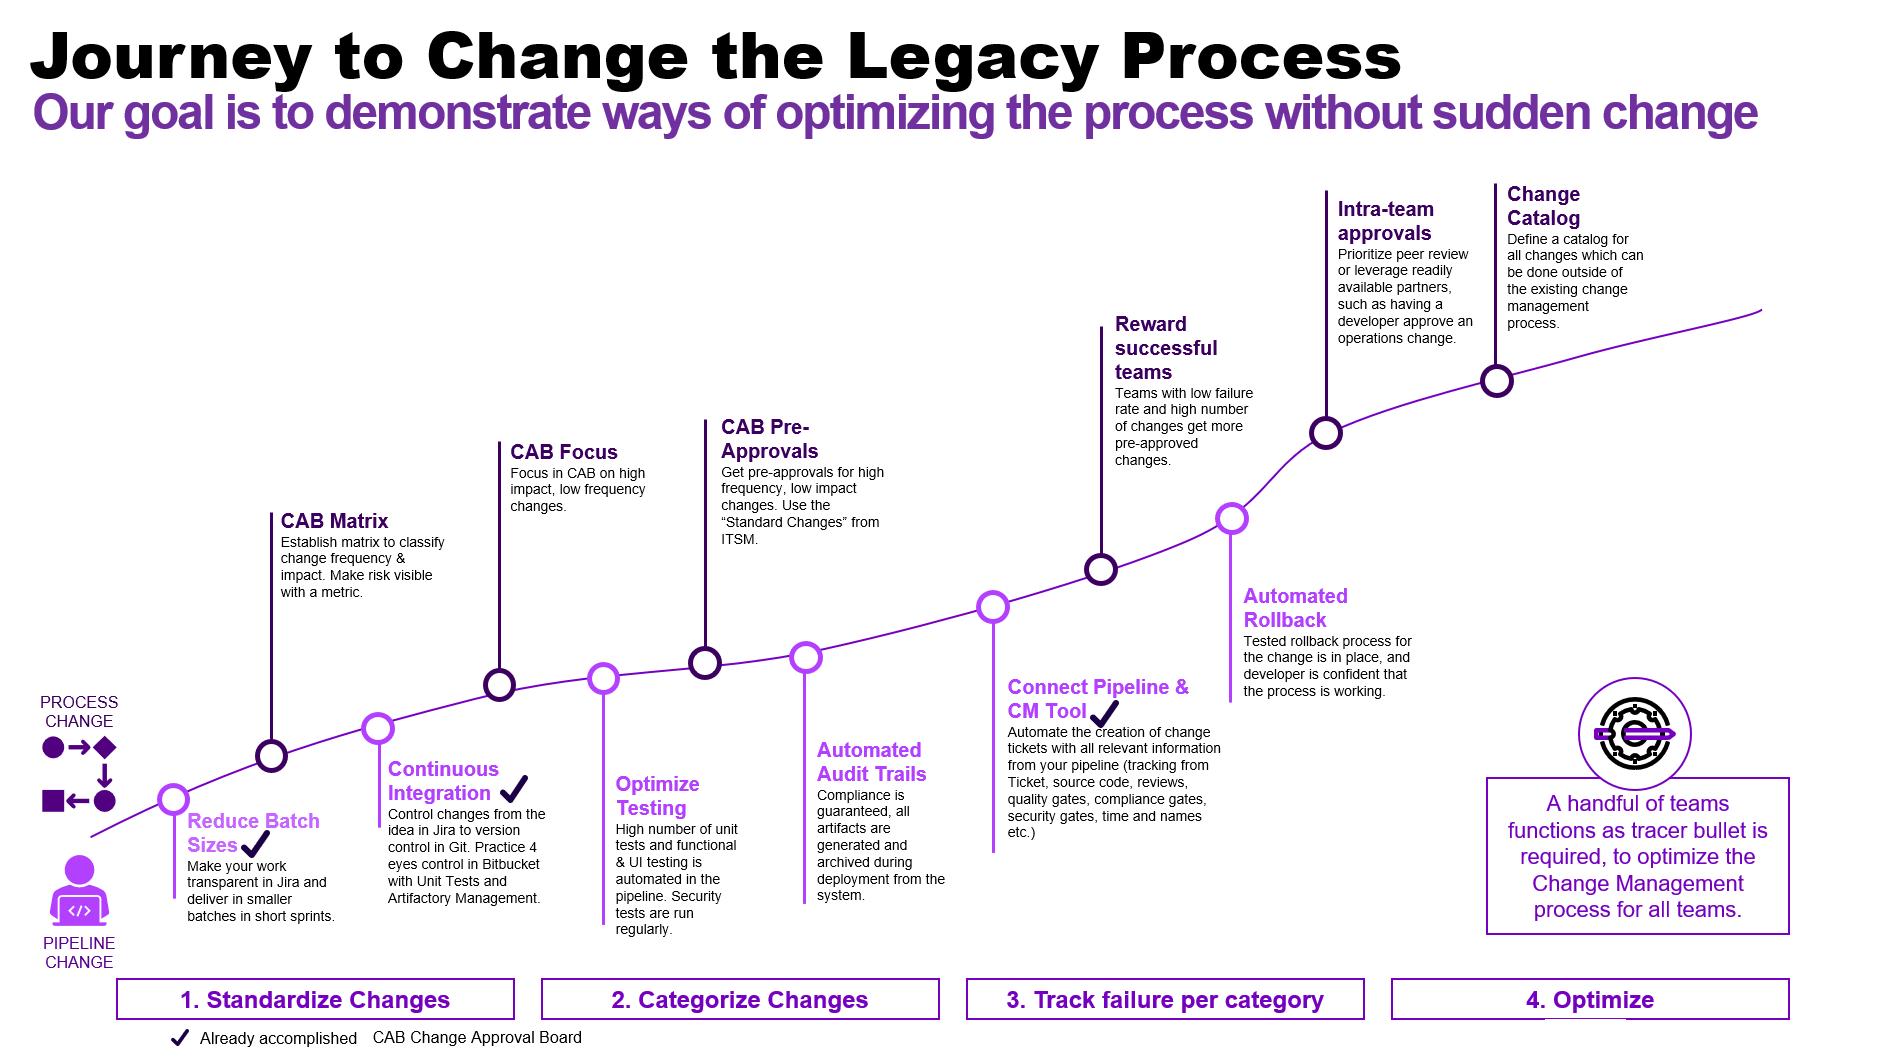 Journey to Change the Legacy Process
Our goal is to demonstrate ways of optimizing the process without sudden change
PROCESS
CHANGE
PIPELINE
CHANGE
Reduce Batch
Sizes
Make your work
transparent in Jira and
deliver in smaller
batches in short sprints.
CAB Matrix
Establish matrix to classify
change frequency &
impact. Make risk visible
with a metric.
Continuous
Integration
Control changes from the
idea in Jira to version
control in Git. Practice 4
eyes control in Bitbucket
with Unit Tests and
Artifactory Management.
CAB Focus
Focus in CAB on high
impact, low frequency
changes.
Optimize
Testing
High number of unit
tests and functional
& UI testing is
automated in the
pipeline. Security
tests are run
regularly.
CAB Pre-
Approvals
Get pre-approvals for high
frequency, low impact
changes. Use the
“Standard Changes” from
ITSM.
Automated
Audit Trails
Compliance is
guaranteed, all
artifacts are
generated and
archived during
deployment from the
system.
Connect Pipeline &
CM Tool
Automate the creation of change
tickets with all relevant information
from your pipeline (tracking from
Ticket, source code, reviews,
quality gates, compliance gates,
security gates, time and names
etc.)
Reward
successful
teams
Teams with low failure
rate and high number
of changes get more
pre-approved
changes.
Automated
Rollback
Tested rollback process for
the change is in place, and
developer is confident that
the process is working.
Intra-team
approvals
Prioritize peer review
or leverage readily
available partners,
such as having a
developer approve an
operations change.
Change
Catalog
Define a catalog for
all changes which can
be done outside of
the existing change
management
process.
A handful of teams
functions as tracer bullet is
required, to optimize the
Change Management
process for all teams.
1. Standardize Changes
2. Categorize Changes
3. Track failure per category
4. Optimize
Already accomplished
CAB Change Approval Board